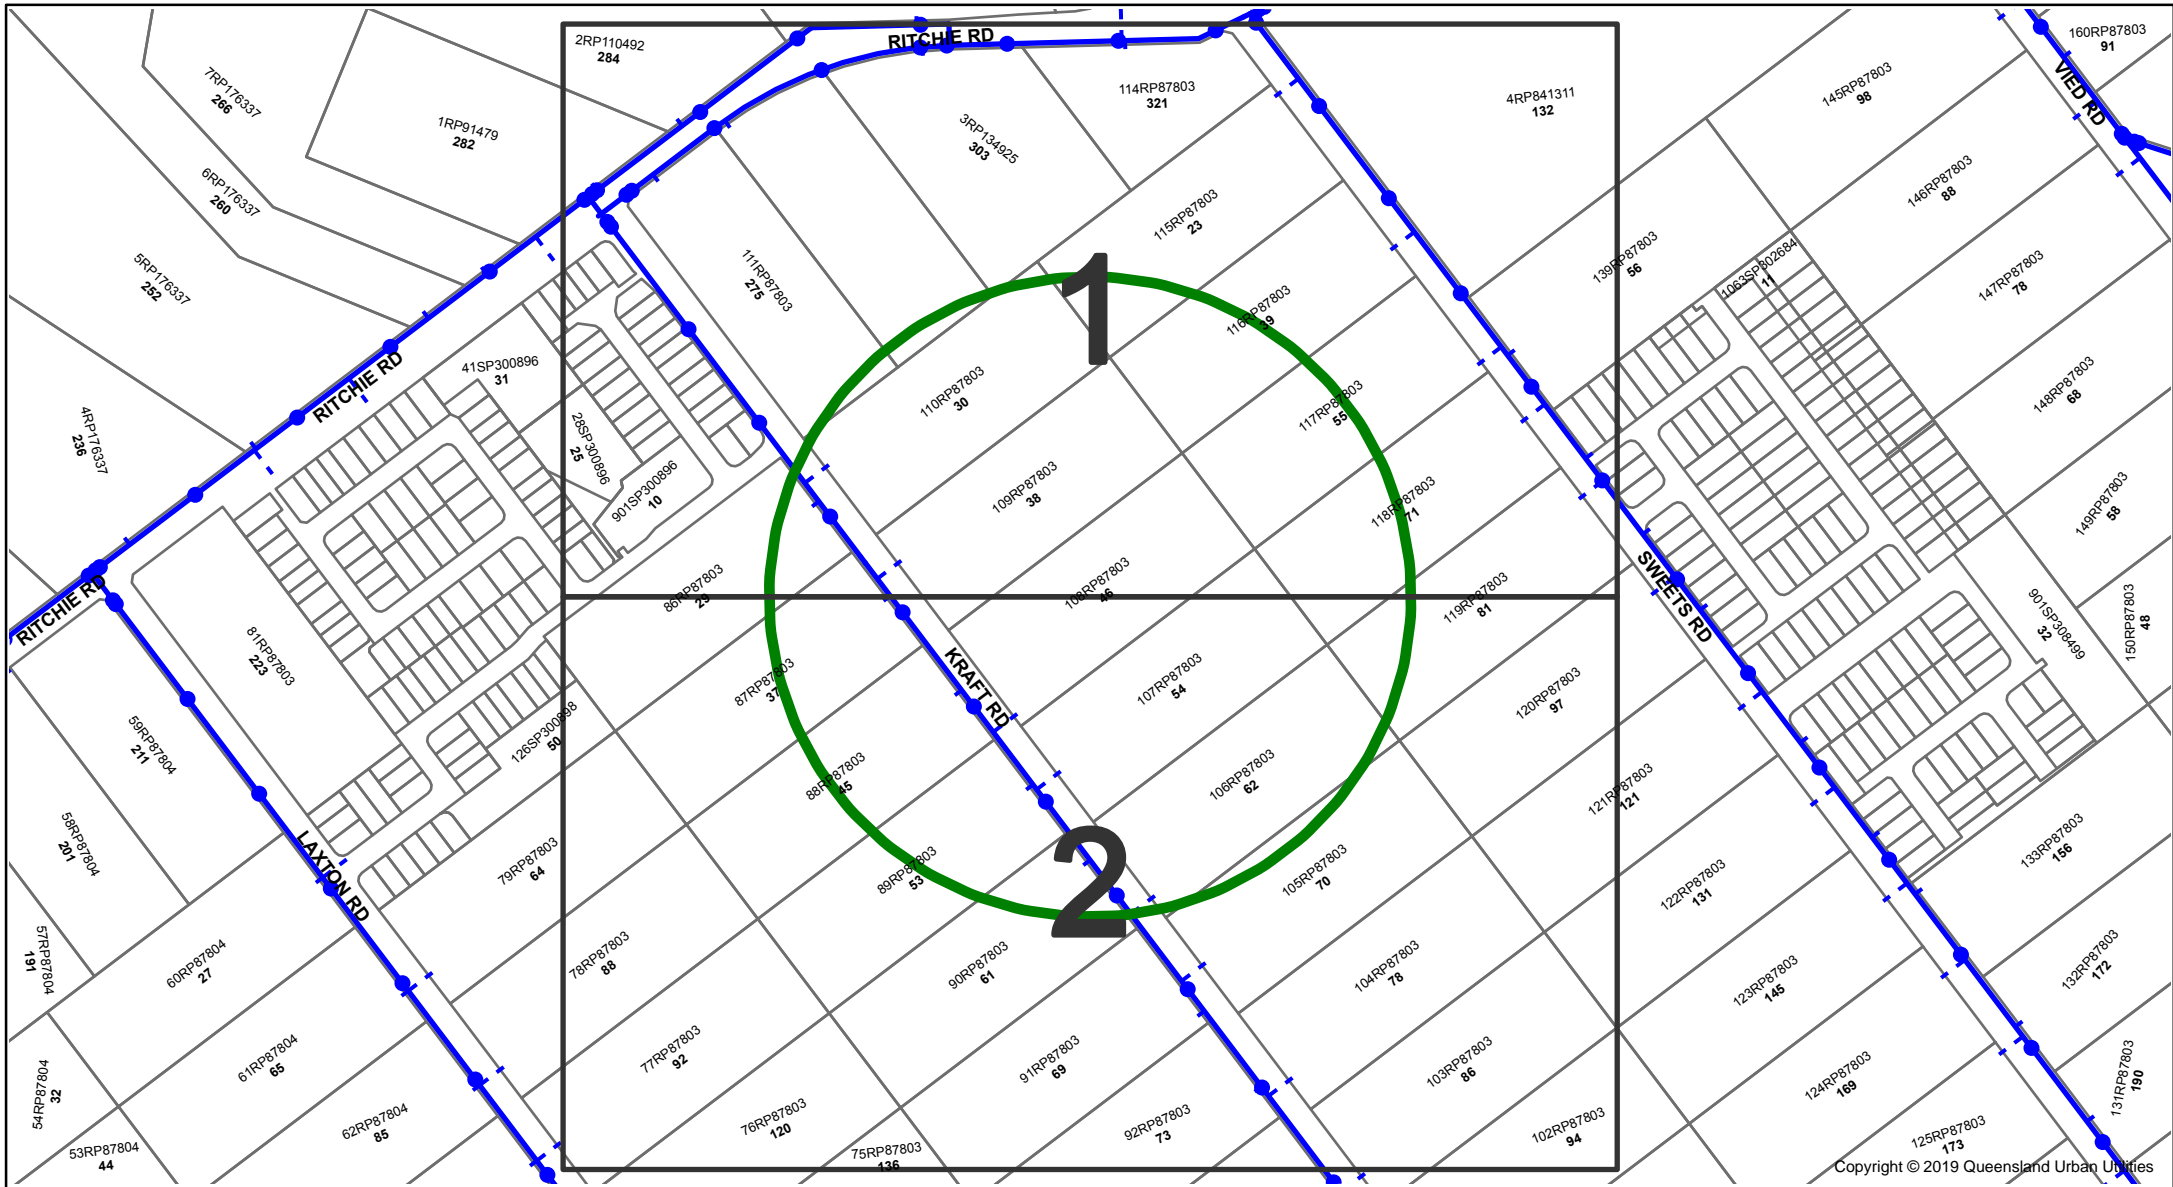 2RP110492
284
RITCHIE RD
160RP87803
91
7RP176337
266
1RP91479
282
114RP87803
321
4RP841311
132
145RP87803
98
VIED RD
3RP134925
303
6RP176337
260
115RP87803
23
146RP87803
88
5RP176337
252
111RP87803
275
1
139RP87803
56
1063SP802684
11
147RP87803
78
116RP87803
39
RITCHIE RD
41SP300896
31
110RP87803
30
117RP87803
55
148RP87803
68
4RP176337
236
28SP300896
25
901SP300896
10
109RP87803
38
118RP87803
71
149RP87803
58
RITCHIE RD
86RP87803
29
108RP87803
46
119RP87803
81
SWEETS RD
901SP308499
32
150RP87803
48
81RP87803
223
87RP87803
37
KRAFT RD
107RP87803
54
120RP87803
97
59RP87804
211
126SP300898
50
88RP87803
45
106RP87803
62
121RP87803
121
58RP87804
201
LAXTON RD
79RP87803
64
89RP87803
53
2
105RP87803
70
122RP87803
131
133RP87803
156
57RP87804
191
60RP87804
27
78RP87803
88
90RP87803
61
104RP87803
78
123RP87803
145
132RP87803
172
54RP87804
32
61RP87804
65
77RP87803
92
91RP87803
69
103RP87803
86
124RP87803
169
131RP87803
190
53RP87804
44
62RP87804
85
76RP87803
120
75RP87803
136
92RP87803
73
102RP87803
94
125RP87803
173
Copyright © 2019 Queensland Urban Utilities